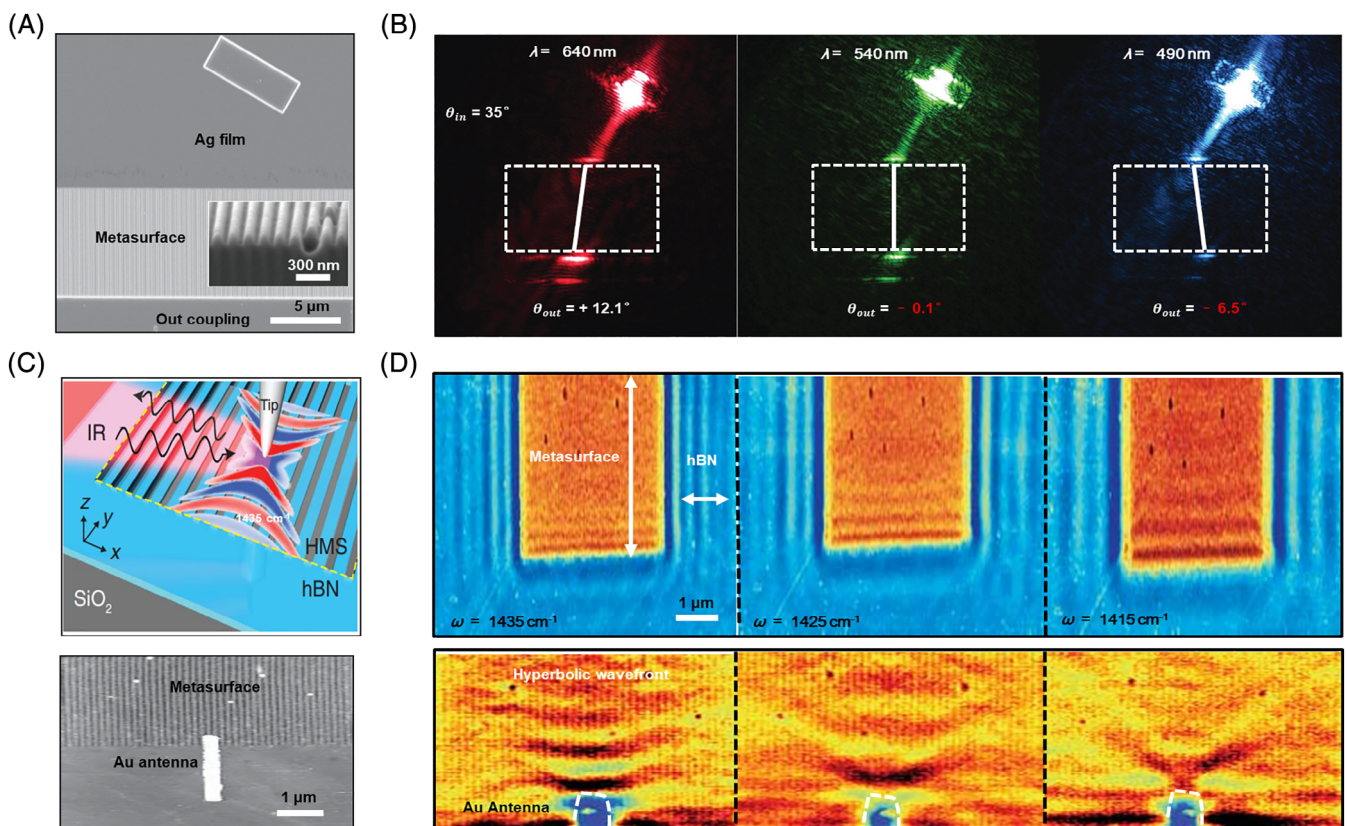 (A)
Ag film
Metasurface
300 nm
5 μm
Out coupling
(B)
λ = 640 nm
θin = 35°
θout = + 12.1°
λ = 540 nm
θout = − 0.1°
λ = 490 nm
θout = − 6.5°
(C)
Tip
IR
z
y
x
1435 cm⁻¹
HMS
hBN
SiO₂
Metasurface
Au antenna
1 μm
(D)
Metasurface
hBN
1 μm
ω = 1435 cm⁻¹
ω = 1425 cm⁻¹
ω = 1415 cm⁻¹
Hyperbolic wavefront
Au Antenna